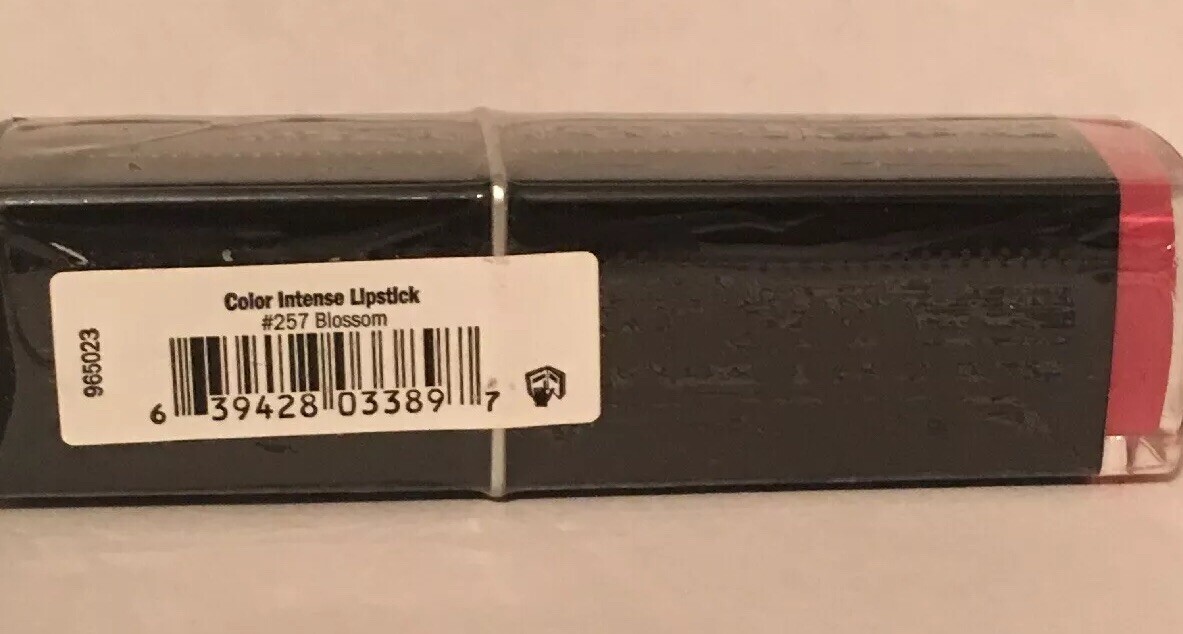 Color Intense Lipstick
#257 Blossom
965023
6 39428 03389 7